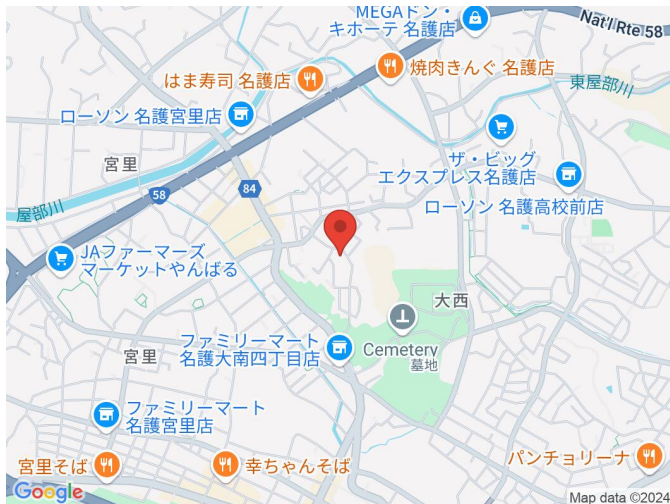 MEGAドン・
キホーテ 名護店
Nat'l Rte 58
はま寿司 名護店
焼肉きんぐ 名護店
東屋部川
ローソン 名護宮里店
宮里
ザ・ビッグ
エクスプレス名護店
84
58
ローソン 名護高校前店
屋部川
JAファーマーズ
マーケットやんばる
大西
ファミリーマート
名護大南四丁目店
Cemetery
墓地
宮里
ファミリーマート
名護宮里店
宮里そば
幸ちゃんそば
パンチョリーナ
Google
Map data ©2024